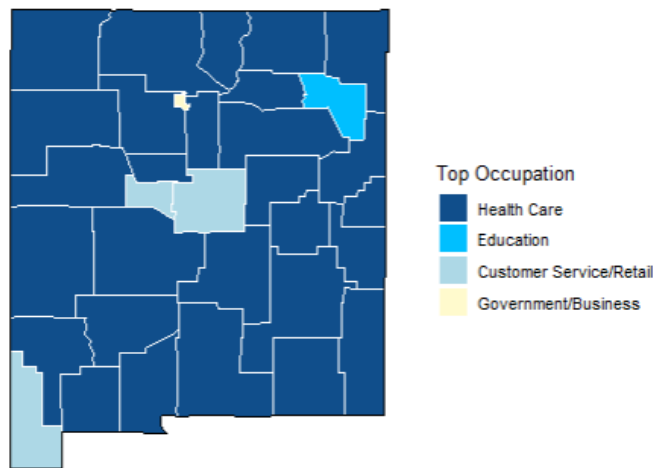 Top Occupation
Health Care
Education
Customer Service/Retail
Government/Business